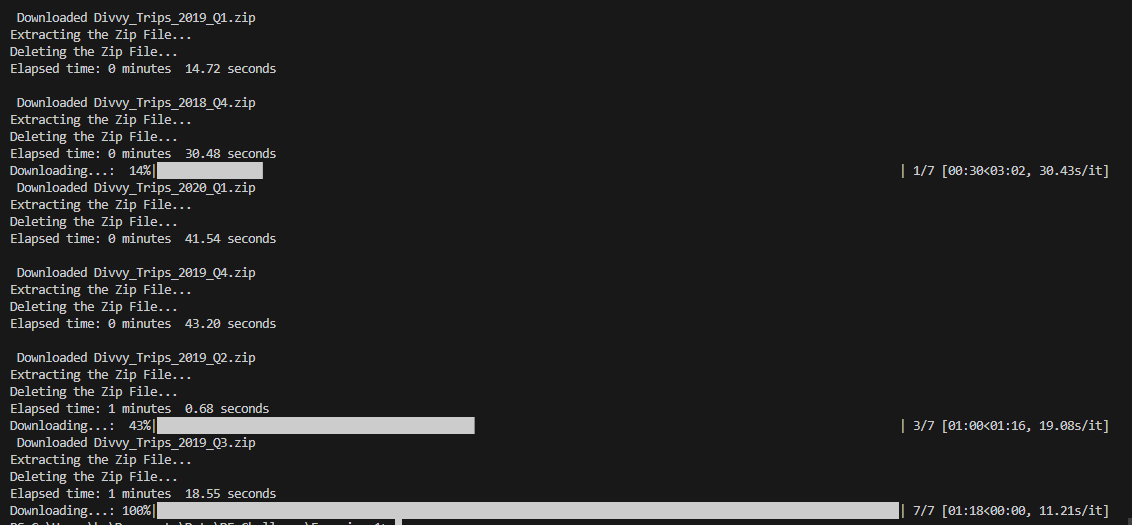 Downloaded Divvy_Trips_2019_Q1.zip
Extracting the Zip File...
Deleting the Zip File...
Elapsed time: 0 minutes  14.72 seconds
Downloaded Divvy_Trips_2018_Q4.zip
Extracting the Zip File...
Deleting the Zip File...
Elapsed time: 0 minutes  30.48 seconds
Downloading...:  14%| | 1/7 [00:30<03:02, 30.43s/it]
Downloaded Divvy_Trips_2020_Q1.zip
Extracting the Zip File...
Deleting the Zip File...
Elapsed time: 0 minutes  41.54 seconds
Downloaded Divvy_Trips_2019_Q4.zip
Extracting the Zip File...
Deleting the Zip File...
Elapsed time: 0 minutes  43.20 seconds
Downloaded Divvy_Trips_2019_Q2.zip
Extracting the Zip File...
Deleting the Zip File...
Elapsed time: 1 minutes  0.68 seconds
Downloading...:  43%| | 3/7 [01:00<01:16, 19.08s/it]
Downloaded Divvy_Trips_2019_Q3.zip
Extracting the Zip File...
Deleting the Zip File...
Elapsed time: 1 minutes  18.55 seconds
Downloading...: 100%| | 7/7 [01:18<00:00, 11.21s/it]